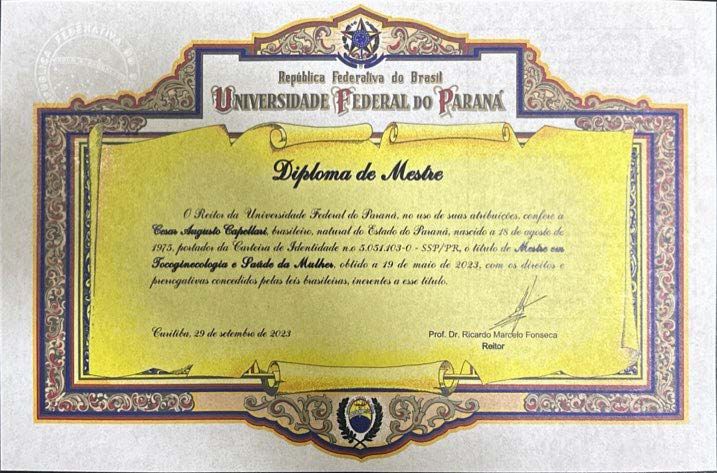 República Federativa do Brasil
UNIVERSIDADE FEDERAL DO PARANÁ
Diploma de Mestre
O Reitor da Universidade Federal do Paraná, no uso de suas atribuições, confere a
Cesar Augusto Capellari, brasileiro, natural do Estado do Paraná, nascido a 18 de agosto de
1975, portador da Carteira de Identidade n.o 5.051.103-0 - SSP/PR, o título de Mestre em
Tocoginecologia e Saúde da Mulher, obtido a 19 de maio de 2023, com os direitos e
prerrogativas concedidos pelas leis brasileiras, inerentes a esse título.
Curitiba, 29 de setembro de 2023
Prof. Dr. Ricardo Marcelo Fonseca
Reitor